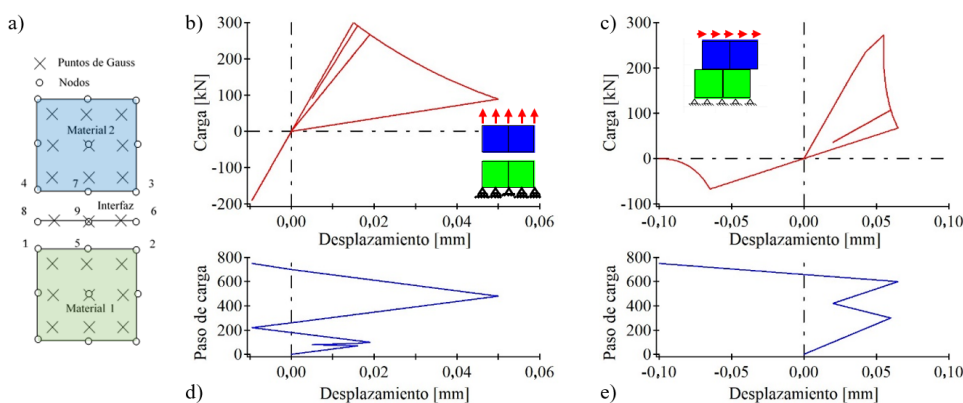 a)
Puntos de Gauss
Nodos
Material 2
4 7 3
Interfaz
8 9 6
1 5 2
Material 1
b)
Carga [kN]
300
200
100
0
-100
-200
0,00 0,02 0,04 0,06
Desplazamiento [mm]
c)
Carga [kN]
300
200
100
0
-100
-0,10 -0,05 0,00 0,05 0,10
Desplazamiento [mm]
Paso de carga
800
600
400
200
0
0,00 0,02 0,04 0,06
d)
Desplazamiento [mm]
Paso de carga
800
600
400
200
0
-0,10 -0,05 0,00 0,05 0,10
e)
Desplazamiento [mm]